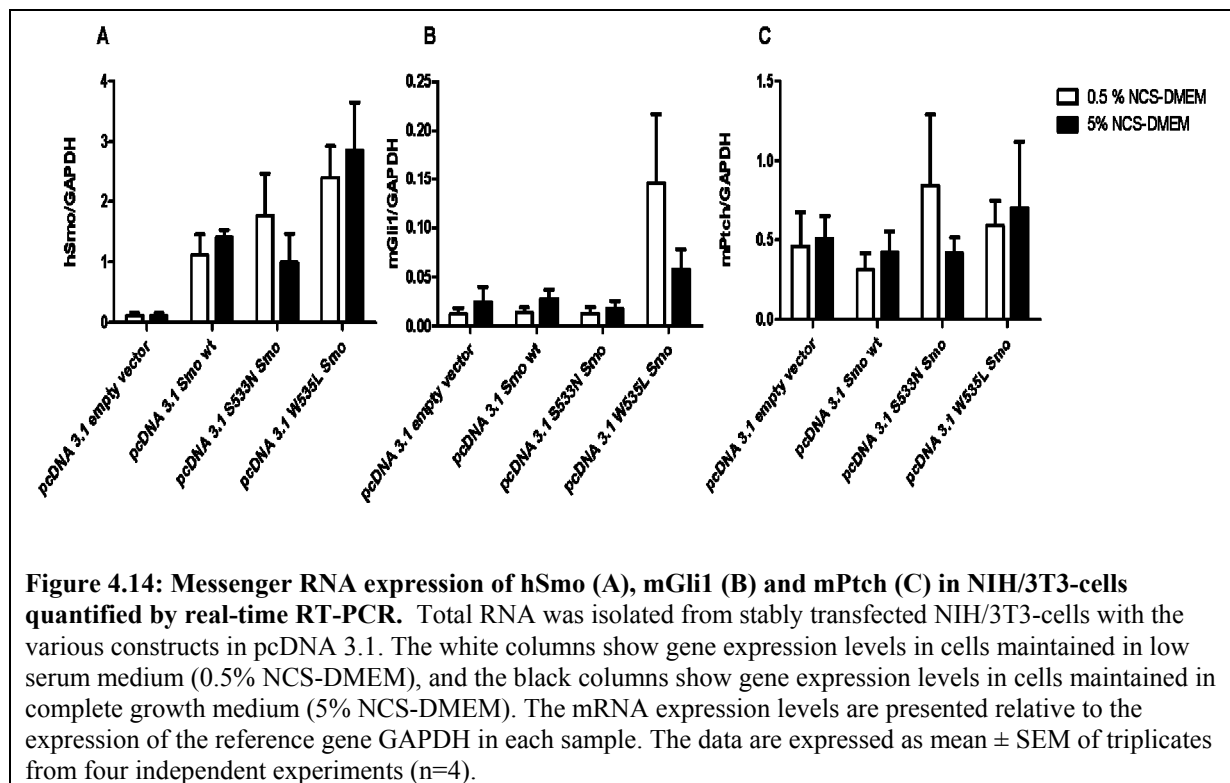 A
B
C
hSmo/GAPDH
4
3
2
1
0
pcDNA 3.1 empty vector
pcDNA 3.1 Smo wt
pcDNA 3.1 S533N Smo
pcDNA 3.1 W535L Smo
mGli1/GAPDH
0.25
0.20
0.15
0.10
0.05
0.00
pcDNA 3.1 empty vector
pcDNA 3.1 Smo wt
pcDNA 3.1 S533N Smo
pcDNA 3.1 W535L Smo
mPtch/GAPDH
1.5
1.0
0.5
0.0
pcDNA 3.1 empty vector
pcDNA 3.1 Smo wt
pcDNA 3.1 S533N Smo
pcDNA 3.1 W535L Smo
0.5 % NCS-DMEM
5% NCS-DMEM
Figure 4.14: Messenger RNA expression of hSmo (A), mGli1 (B) and mPtch (C) in NIH/3T3-cells
quantified by real-time RT-PCR. Total RNA was isolated from stably transfected NIH/3T3-cells with the
various constructs in pcDNA 3.1. The white columns show gene expression levels in cells maintained in low
serum medium (0.5% NCS-DMEM), and the black columns show gene expression levels in cells maintained in
complete growth medium (5% NCS-DMEM). The mRNA expression levels are presented relative to the
expression of the reference gene GAPDH in each sample. The data are expressed as mean ± SEM of triplicates
from four independent experiments (n=4).